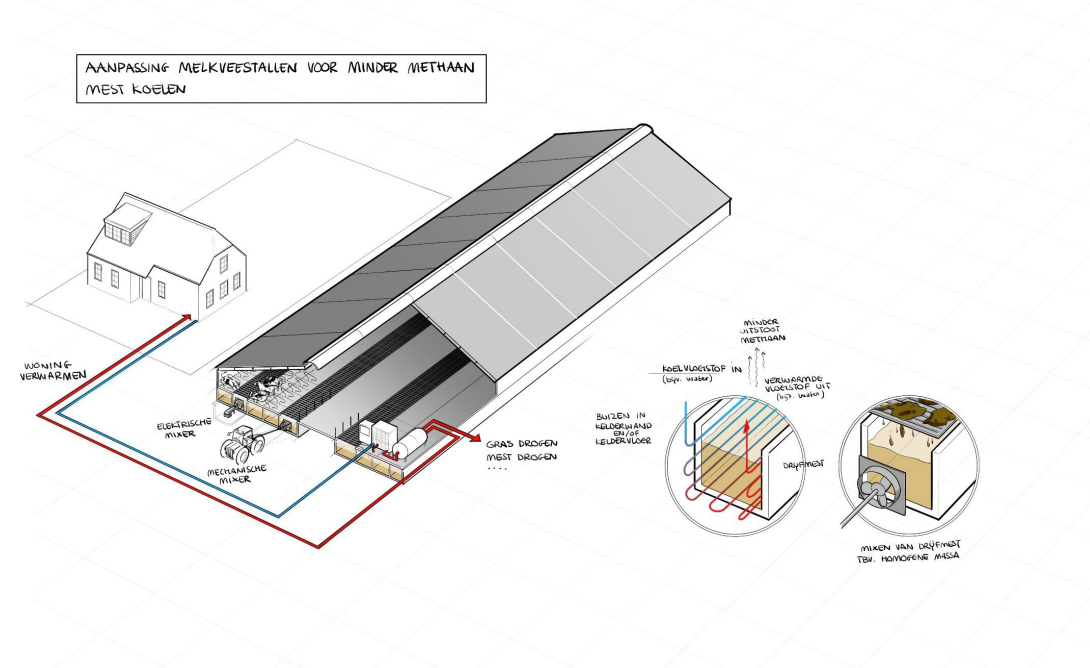 AANPASSING MELKVEESTALLEN VOOR MINDER METHAAN
MEST KOELEN
WONING
VERWARMEN
ELEKTRISCHE
MIXER
MECHANISCHE
MIXER
GRAS DROGEN
MEST DROGEN
.....
MINDER
UITSTOOT
METHAAN
KOELVLOEISTOF IN
(bijv. water)
VERWARMDE
VLOEISTOF UIT
(bijv. water)
BUIZEN IN
KELDERWAND
EN/OF
KELDERVLOER
DRIJFMEST
MIXEN VAN DRIJFMEST
TBV. HOMOGENE MASSA